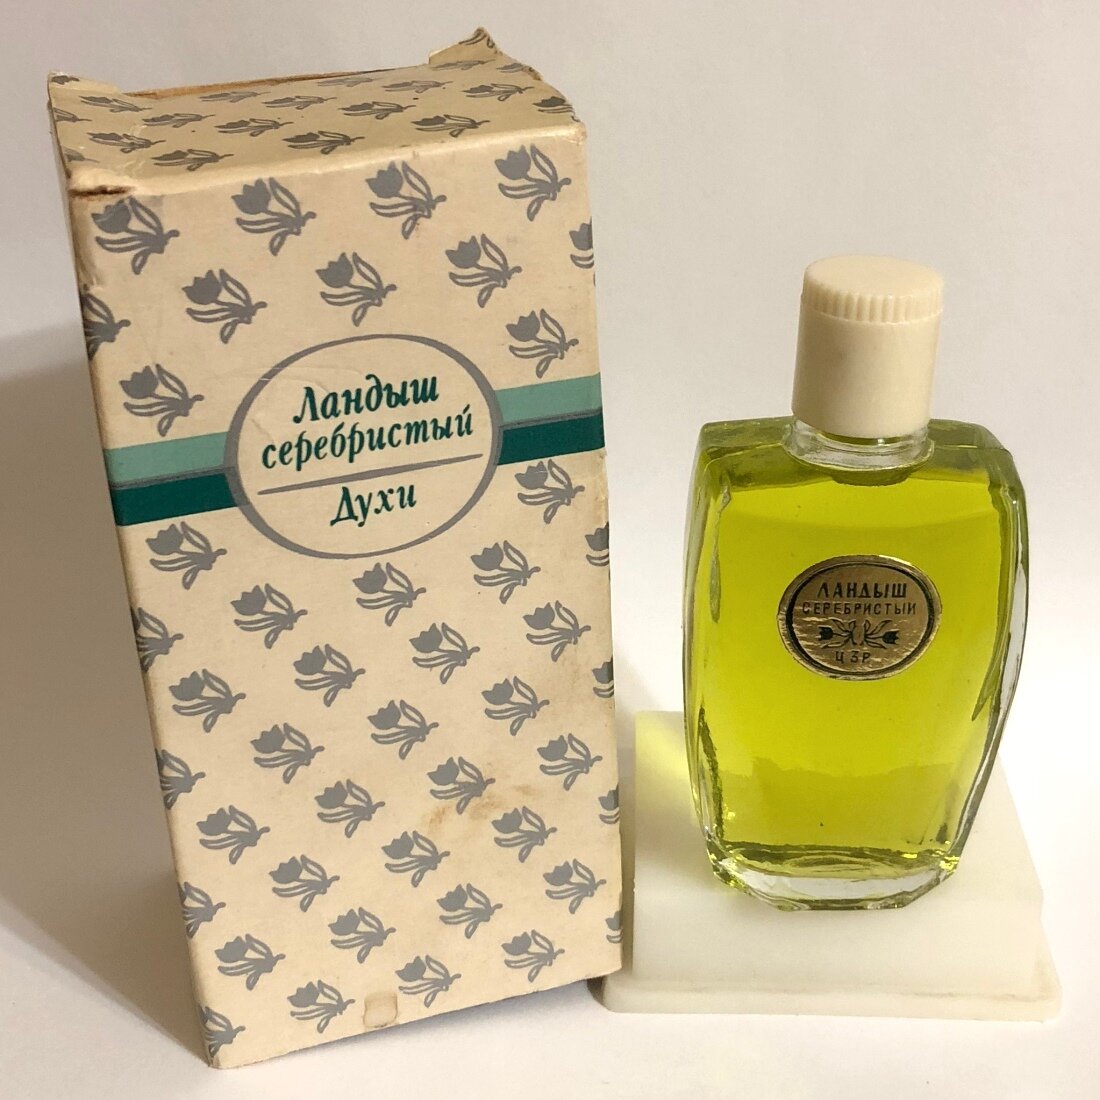 Ландыш
серебристый
Духи
ЛАНДЫШ
СЕРЕБРИСТЫЙ
ЦЗР